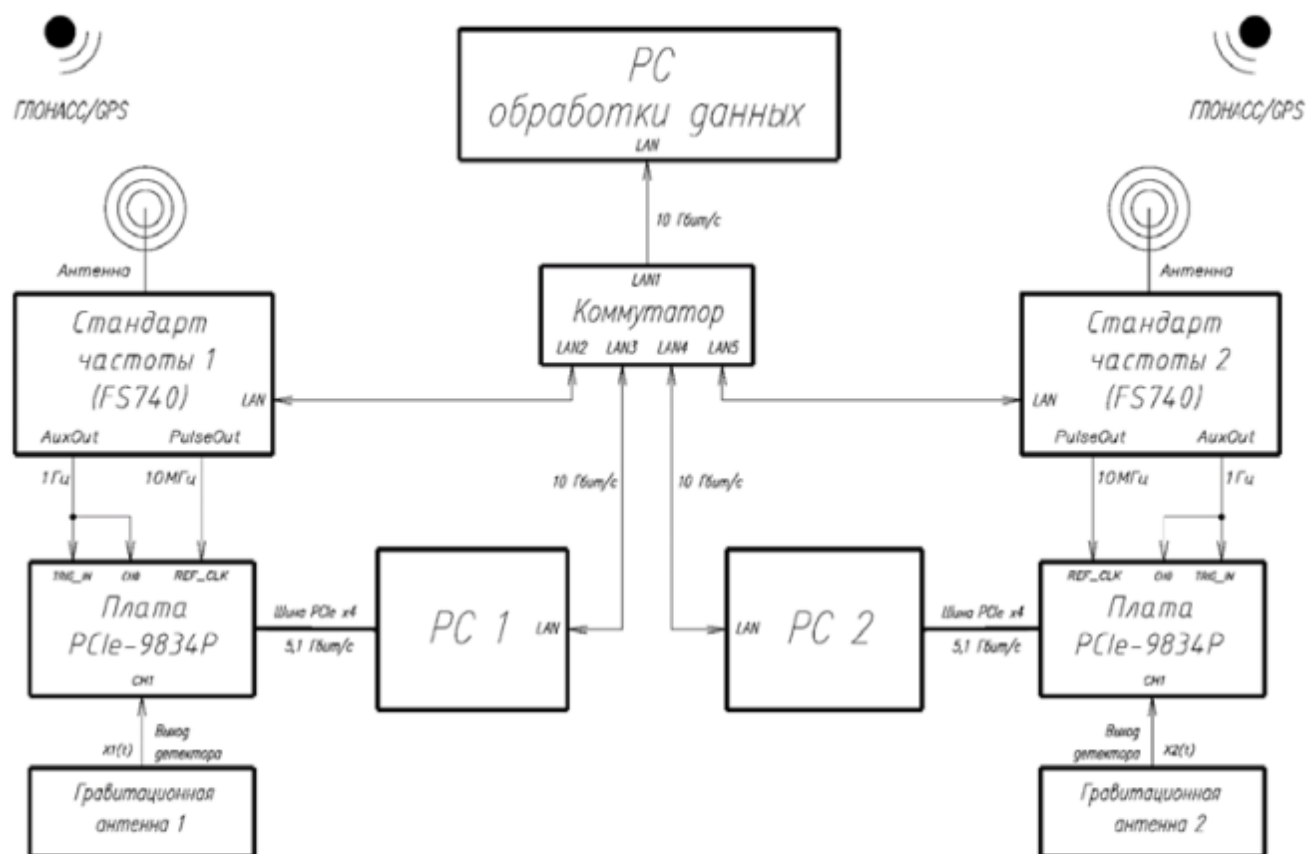 ГЛОНАСС/GPS
ГЛОНАСС/GPS
PC
обработки данных
LAN
10 Гбит/с
Антенна
Антенна
Стандарт
частоты 1
(FS740)
LAN
AuxOut PulseOut
LAN1
Коммутатор
LAN2 LAN3 LAN4 LAN5
Стандарт
частоты 2
(FS740)
LAN
PulseOut AuxOut
1 Гц 10МГц
10 Гбит/с 10 Гбит/с
10МГц 1Гц
TRIG_IN CH0 REF_CLK
Плата
PCIe-9834P
CH1
Шина PCIe x4
5,1 Гбит/с
PC 1
LAN
LAN
PC 2
Шина PCIe x4
5,1 Гбит/с
REF_CLK CH0 TRIG_IN
Плата
PCIe-9834P
CH1
X1(t)
Выход
детектора
Выход
детектора
X2(t)
Гравитационная
антенна 1
Гравитационная
антенна 2